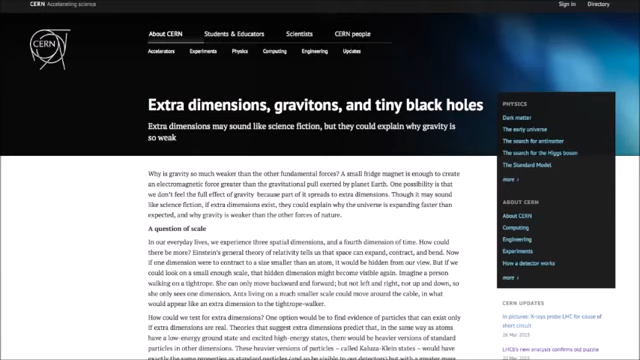 CERN Accelerating science
Sign in
Directory
CERN
About CERN
Students & Educators
Scientists
CERN people
Accelerators
Experiments
Physics
Computing
Engineering
Updates
Extra dimensions, gravitons, and tiny black holes
Extra dimensions may sound like science fiction, but they could explain why gravity is
so weak
Why is gravity so much weaker than the other fundamental forces? A small fridge magnet is enough to create
an electromagnetic force greater than the gravitational pull exerted by planet Earth. One possibility is that
we don't feel the full effect of gravity because part of it spreads to extra dimensions. Though it may sound
like science fiction, if extra dimensions exist, they could explain why the universe is expanding faster than
expected, and why gravity is weaker than the other forces of nature.
A question of scale
In our everyday lives, we experience three spatial dimensions, and a fourth dimension of time. How could
there be more? Einstein's general theory of relativity tells us that space can expand, contract, and bend. Now
if one dimension were to contract to a size smaller than an atom, it would be hidden from our view. But if we
could look on a small enough scale, that hidden dimension might become visible again. Imagine a person
walking on a tightrope. She can only move backward and forward; but not left and right, nor up and down, so
she only sees one dimension. Ants living on a much smaller scale could move around the cable, in what
would appear like an extra dimension to the tightrope-walker.
How could we test for extra dimensions? One option would be to find evidence of particles that can exist only
if extra dimensions are real. Theories that suggest extra dimensions predict that, in the same way as atoms
have a low-energy ground state and excited high-energy states, there would be heavier versions of standard
particles in other dimensions. These heavier versions of particles – called Kaluza-Klein states – would have
exactly the same properties as standard particles (and so be visible to our detectors) but with a greater mass.
PHYSICS
Dark matter
The early universe
The search for antimatter
The search for the Higgs boson
The Standard Model
more ›
ABOUT CERN
About CERN
Computing
Engineering
Experiments
How a detector works
more ›
CERN UPDATES
In pictures: X-rays probe LHC for cause of
short circuit
26 Mar 2015
LHCb's new analysis confirms old puzzle